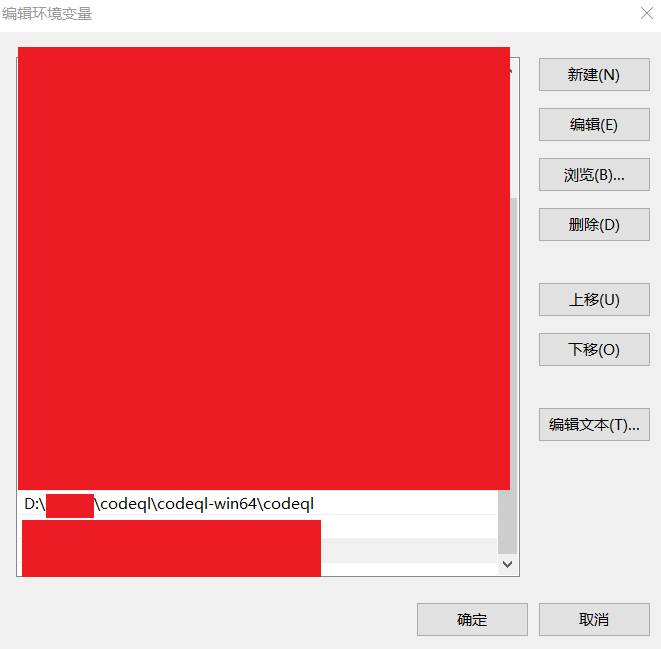 编辑环境变量
新建(N)
编辑(E)
浏览(B)...
删除(D)
上移(U)
下移(O)
编辑文本(T)...
D:\
\codeql\codeql-win64\codeql
确定
取消